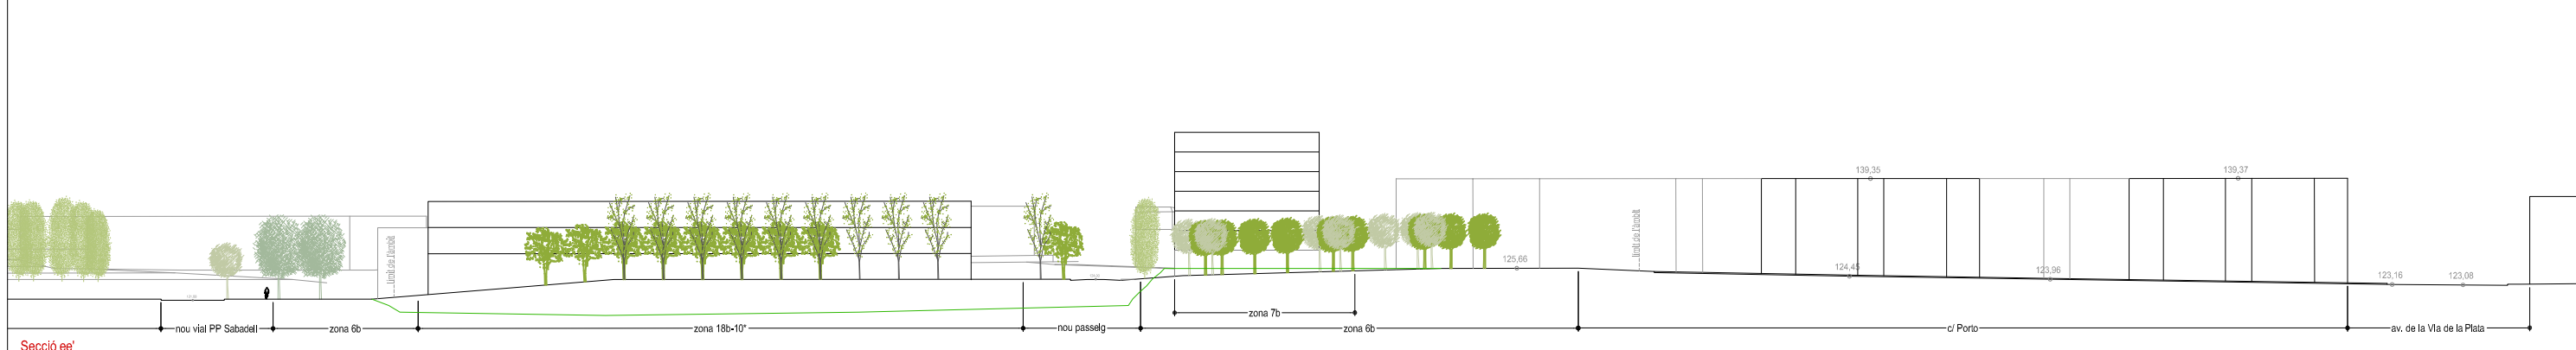 139,35
139,37
límit de l'àmbit
límit de l'àmbit
125,66
124,45
123,96
123,16
123,08
zona 7b
nou vial PP Sabadell
zona 6b
zona 18b-10*
nou passeig
zona 6b
c/ Porto
av. de la Via de la Plata
Secció ee'